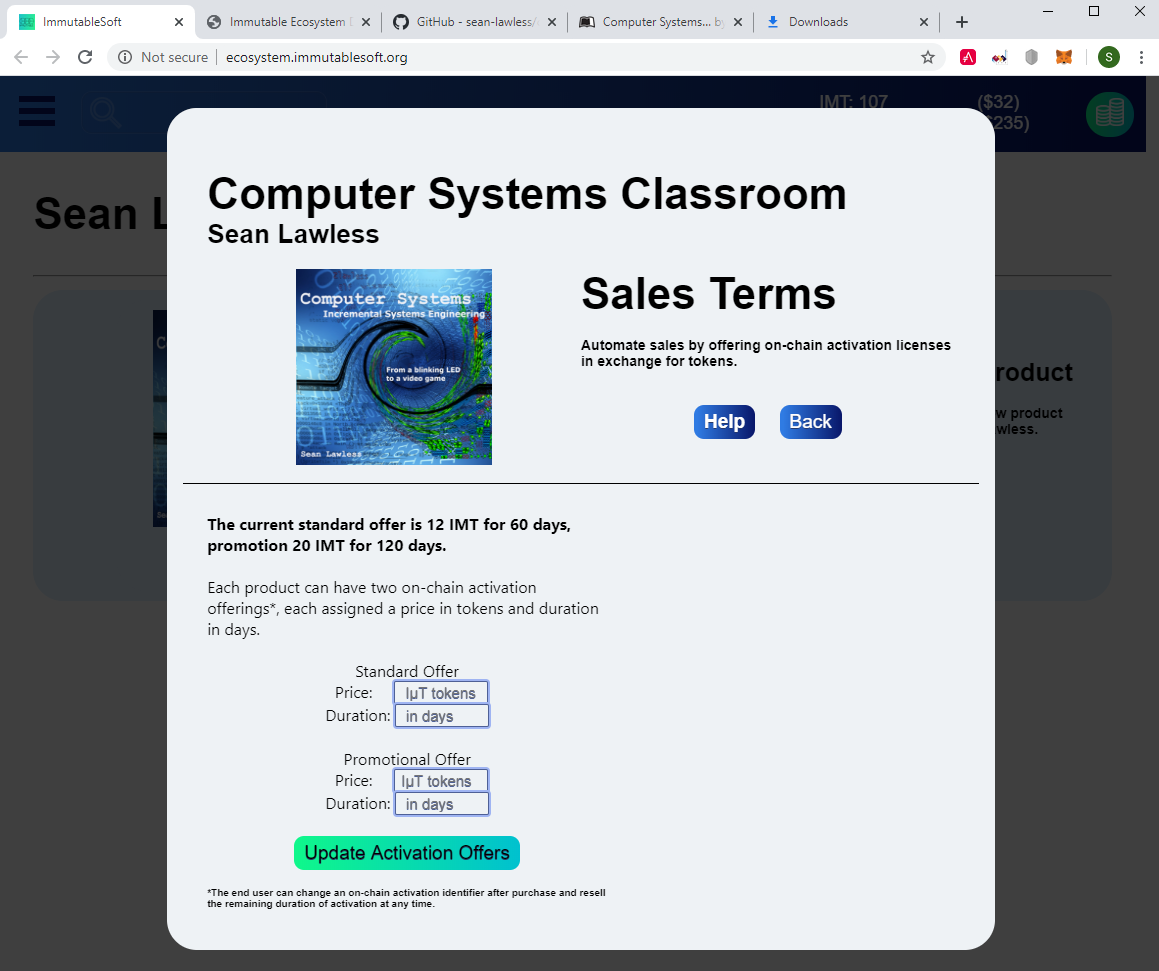 ImmutableSoft
Immutable Ecosystem
GitHub - sean-lawless/
Computer Systems... by
Downloads
Not secure
ecosystem.immutablesoft.org
S
IMT: 107
($32)
$235)
Sean L
Computer Systems Classroom
Sean Lawless
Computer Systems
Incremental Systems Engineering
From a blinking LED
to a video game
Sean Lawless
Sales Terms
Automate sales by offering on-chain activation licenses
in exchange for tokens.
Help
Back
roduct
w product
wless.
The current standard offer is 12 IMT for 60 days,
promotion 20 IMT for 120 days.
Each product can have two on-chain activation
offerings*, each assigned a price in tokens and duration
in days.
Standard Offer
Price: IµT tokens
Duration: in days
Promotional Offer
Price: IµT tokens
Duration: in days
Update Activation Offers
*The end user can change an on-chain activation identifier after purchase and resell
the remaining duration of activation at any time.